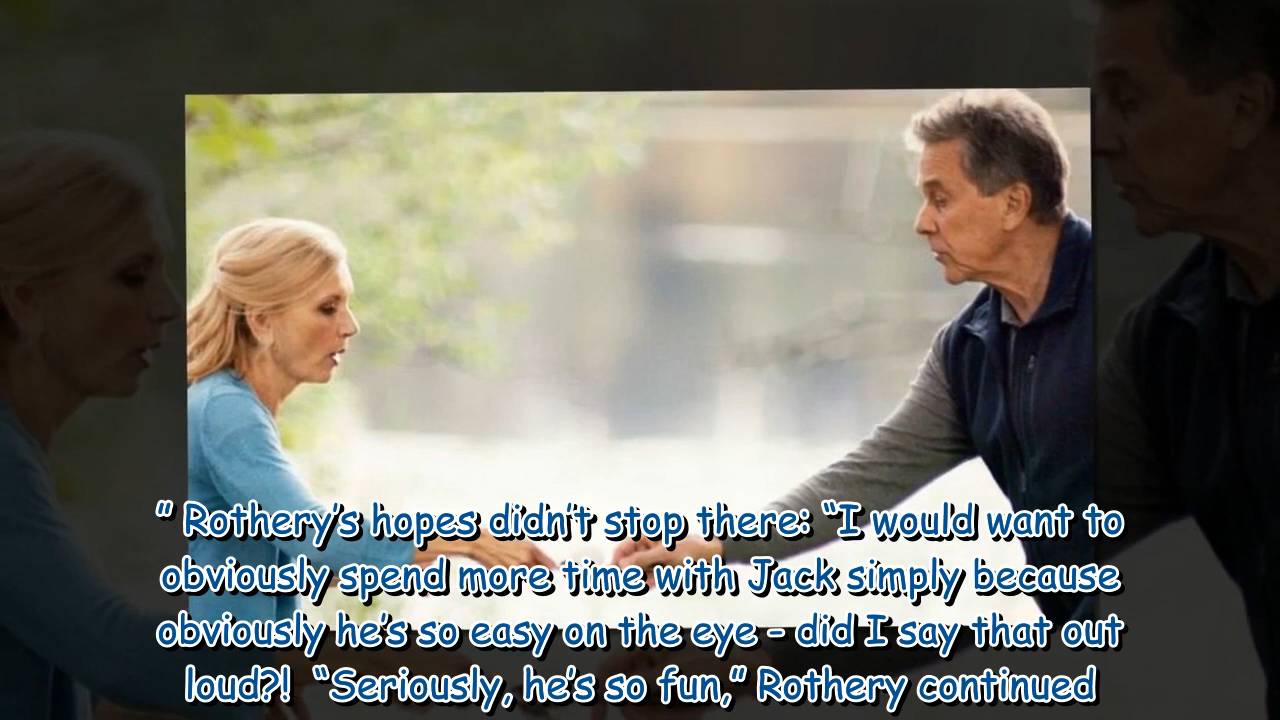 ” Rothery’s hopes didn’t stop there: “I would want to
obviously spend more time with Jack simply because
obviously he’s so easy on the eye – did I say that out
loud?!  “Seriously, he’s so fun,” Rothery continued